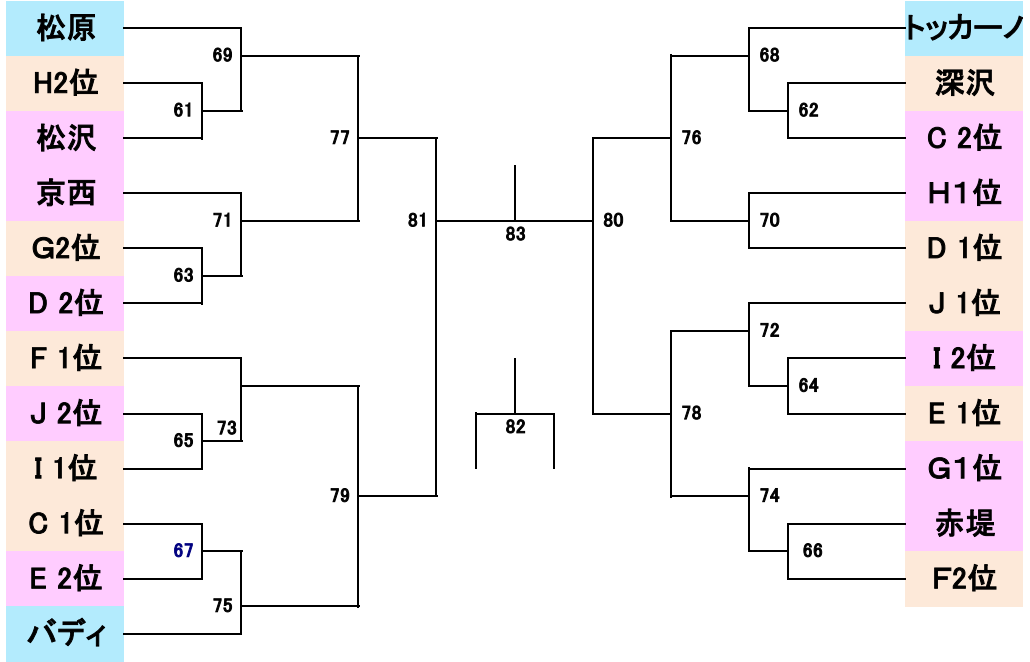 松原
H2位
松沢
京西
G2位
D 2位
F 1位
J 2位
I 1位
C 1位
E 2位
バディ
69
61
71
63
73
65
67
75
77
79
81
83
82
80
76
78
68
62
70
72
64
74
66
トッカーノ
深沢
C 2位
H1位
D 1位
J 1位
I 2位
E 1位
G1位
赤堤
F2位